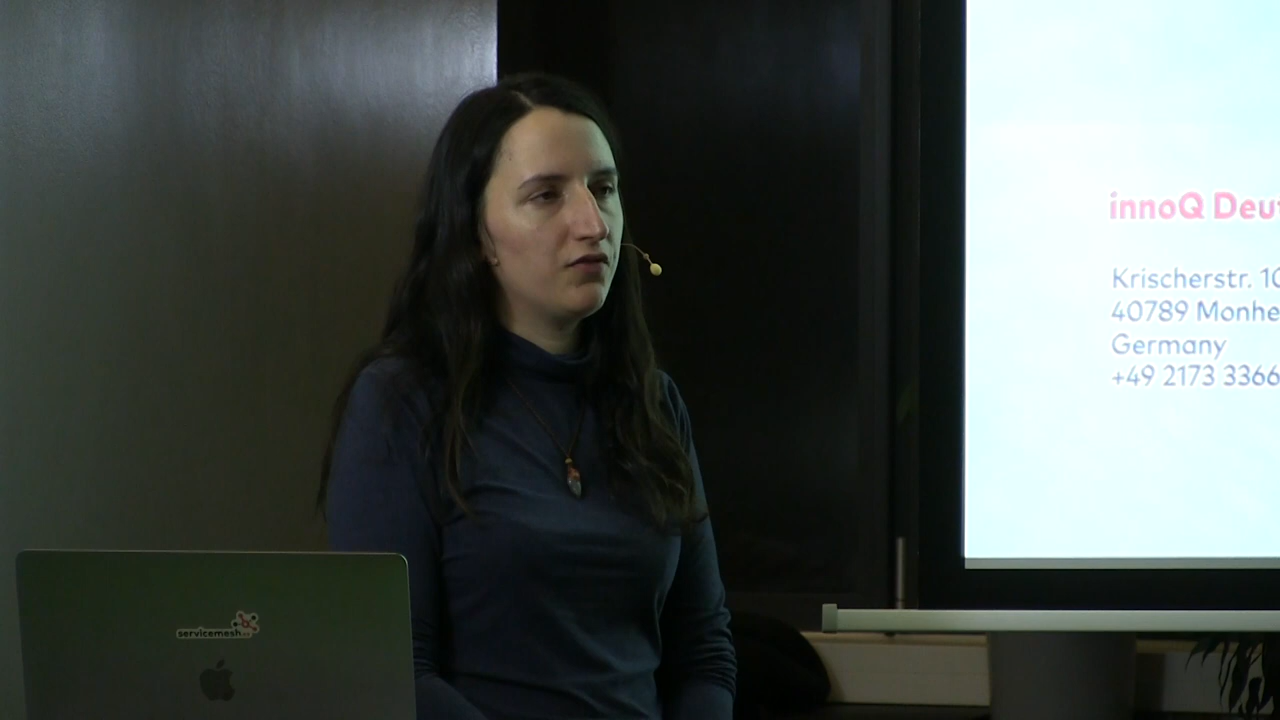 innoQ Deu
Krischerstr. 10
40789 Monhe
Germany
+49 2173 3366
servicemesh